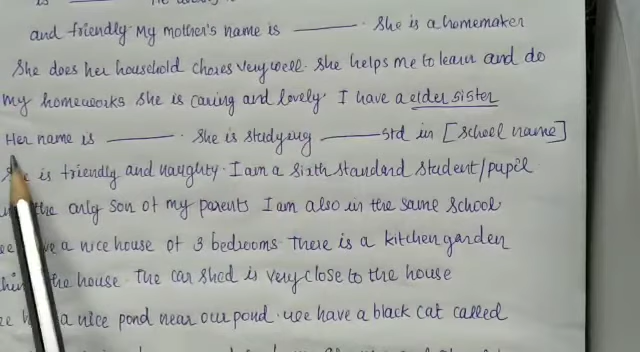 is
and friendly. My mother's name is ———. She is a homemaker
She does her household chores very well. She helps me to learn and do
my homeworks She is caring and lovely. I have a elder sister
Her name is ———. She is studying ——— std in [school name]
is friendly and naughty. I am a sixth standard student/pupil
the only son of my parents I am also in the same school
a nice house of 3 bedrooms There is a kitchen garden
the house. The car shed is very close to the house
a nice pond near our pond. we have a black cat called